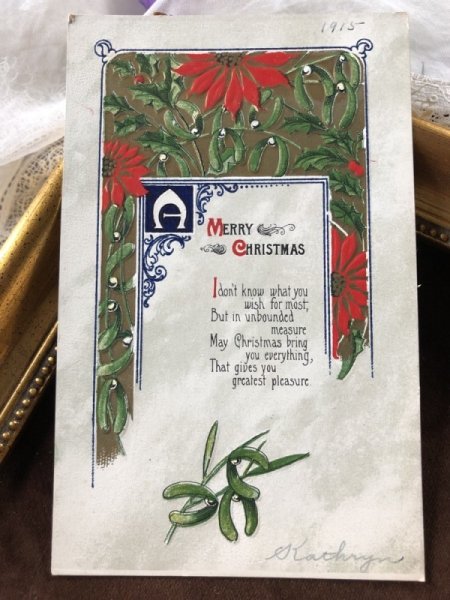 1915
A
MERRY
CHRISTMAS
I don't know what you
wish for most;
But in unbounded
measure
May Christmas bring
you everything,
That gives you
greatest pleasure
Kathryn